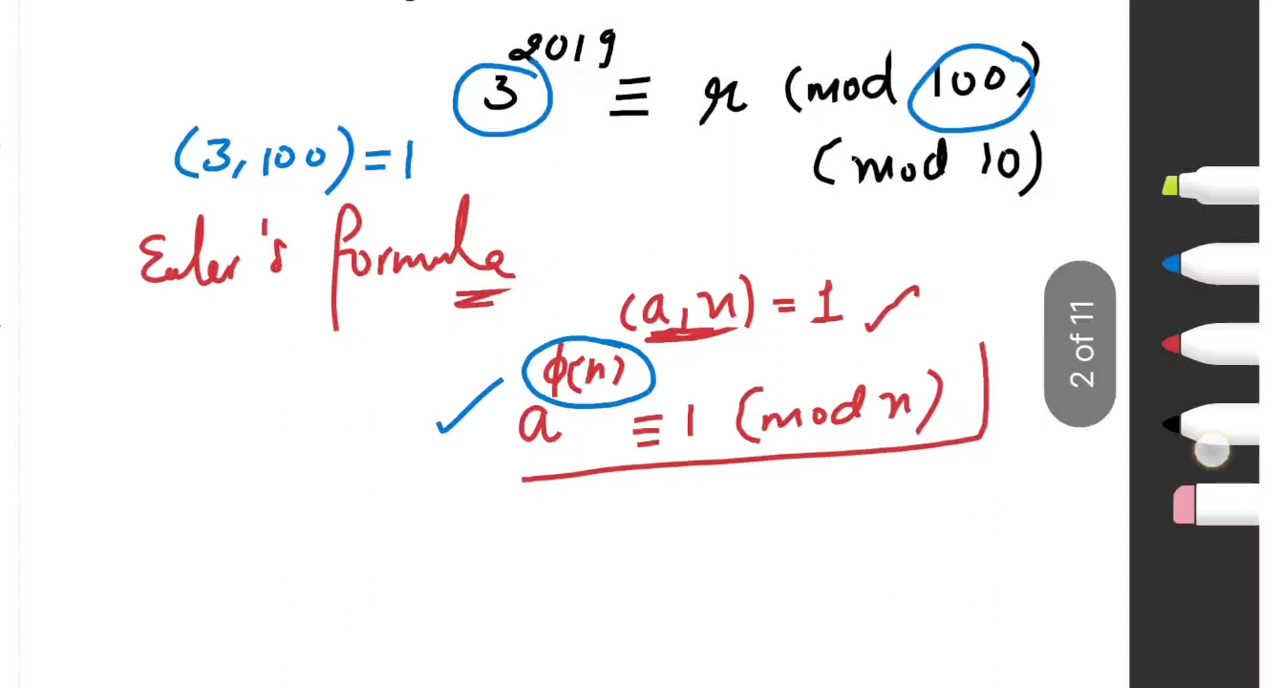 3^2019 ≡ r (mod 100)
(3, 100) = 1
(mod 10)
Euler's formula
(a, n) = 1 ✓
✓ a^ϕ(n) ≡ 1 (mod n)
2 of 11